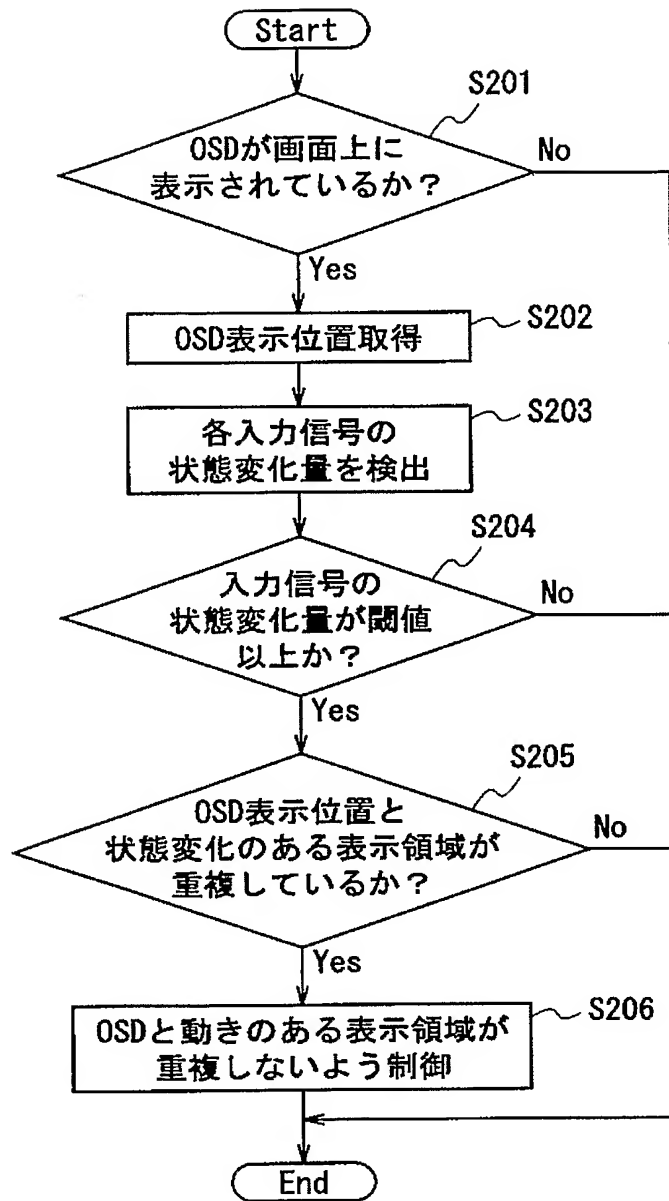 Start
S201
OSDが画面上に
表示されているか？
No
Yes
S202
OSD表示位置取得
S203
各入力信号の
状態変化量を検出
S204
入力信号の
状態変化量が閾値
以上か？
No
Yes
S205
OSD表示位置と
状態変化のある表示領域が
重複しているか？
No
Yes
S206
OSDと動きのある表示領域が
重複しないよう制御
End